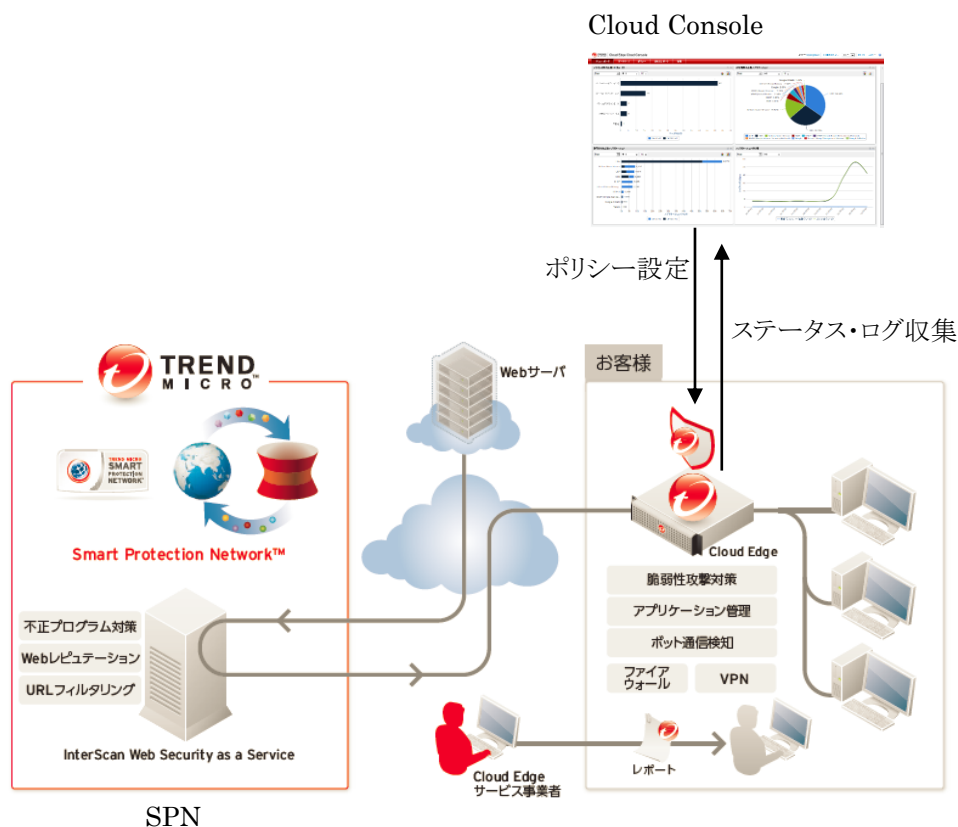 Cloud Console
ポリシー設定
ステータス・ログ収集
TREND
MICRO™
Webサーバ
お客様
TREND MICRO
SMART
PROTECTION
NETWORK™
Smart Protection Network™
Cloud Edge
脆弱性攻撃対策
アプリケーション管理
ボット通信検知
ファイア
ウォール
VPN
不正プログラム対策
Webレピュテーション
URLフィルタリング
InterScan Web Security as a Service
レポート
Cloud Edge
サービス事業者
SPN